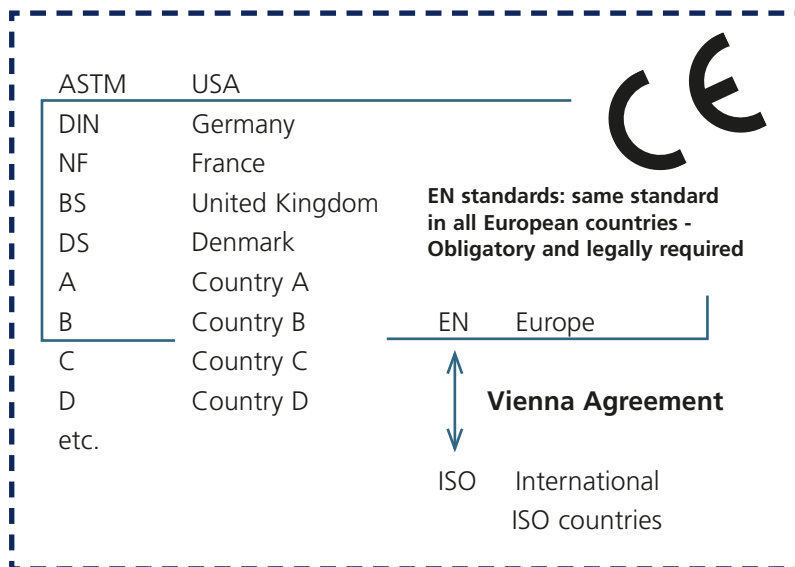 ASTM USA
DIN Germany
NF France
BS United Kingdom
DS Denmark
A Country A
B Country B
C Country C
D Country D
etc.
CE
EN standards: same standard
in all European countries -
Obligatory and legally required
EN Europe
Vienna Agreement
ISO International
ISO countries